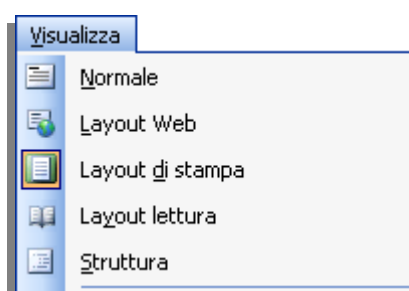 Visualizza
Normale
Layout Web
Layout di stampa
Layout lettura
Struttura